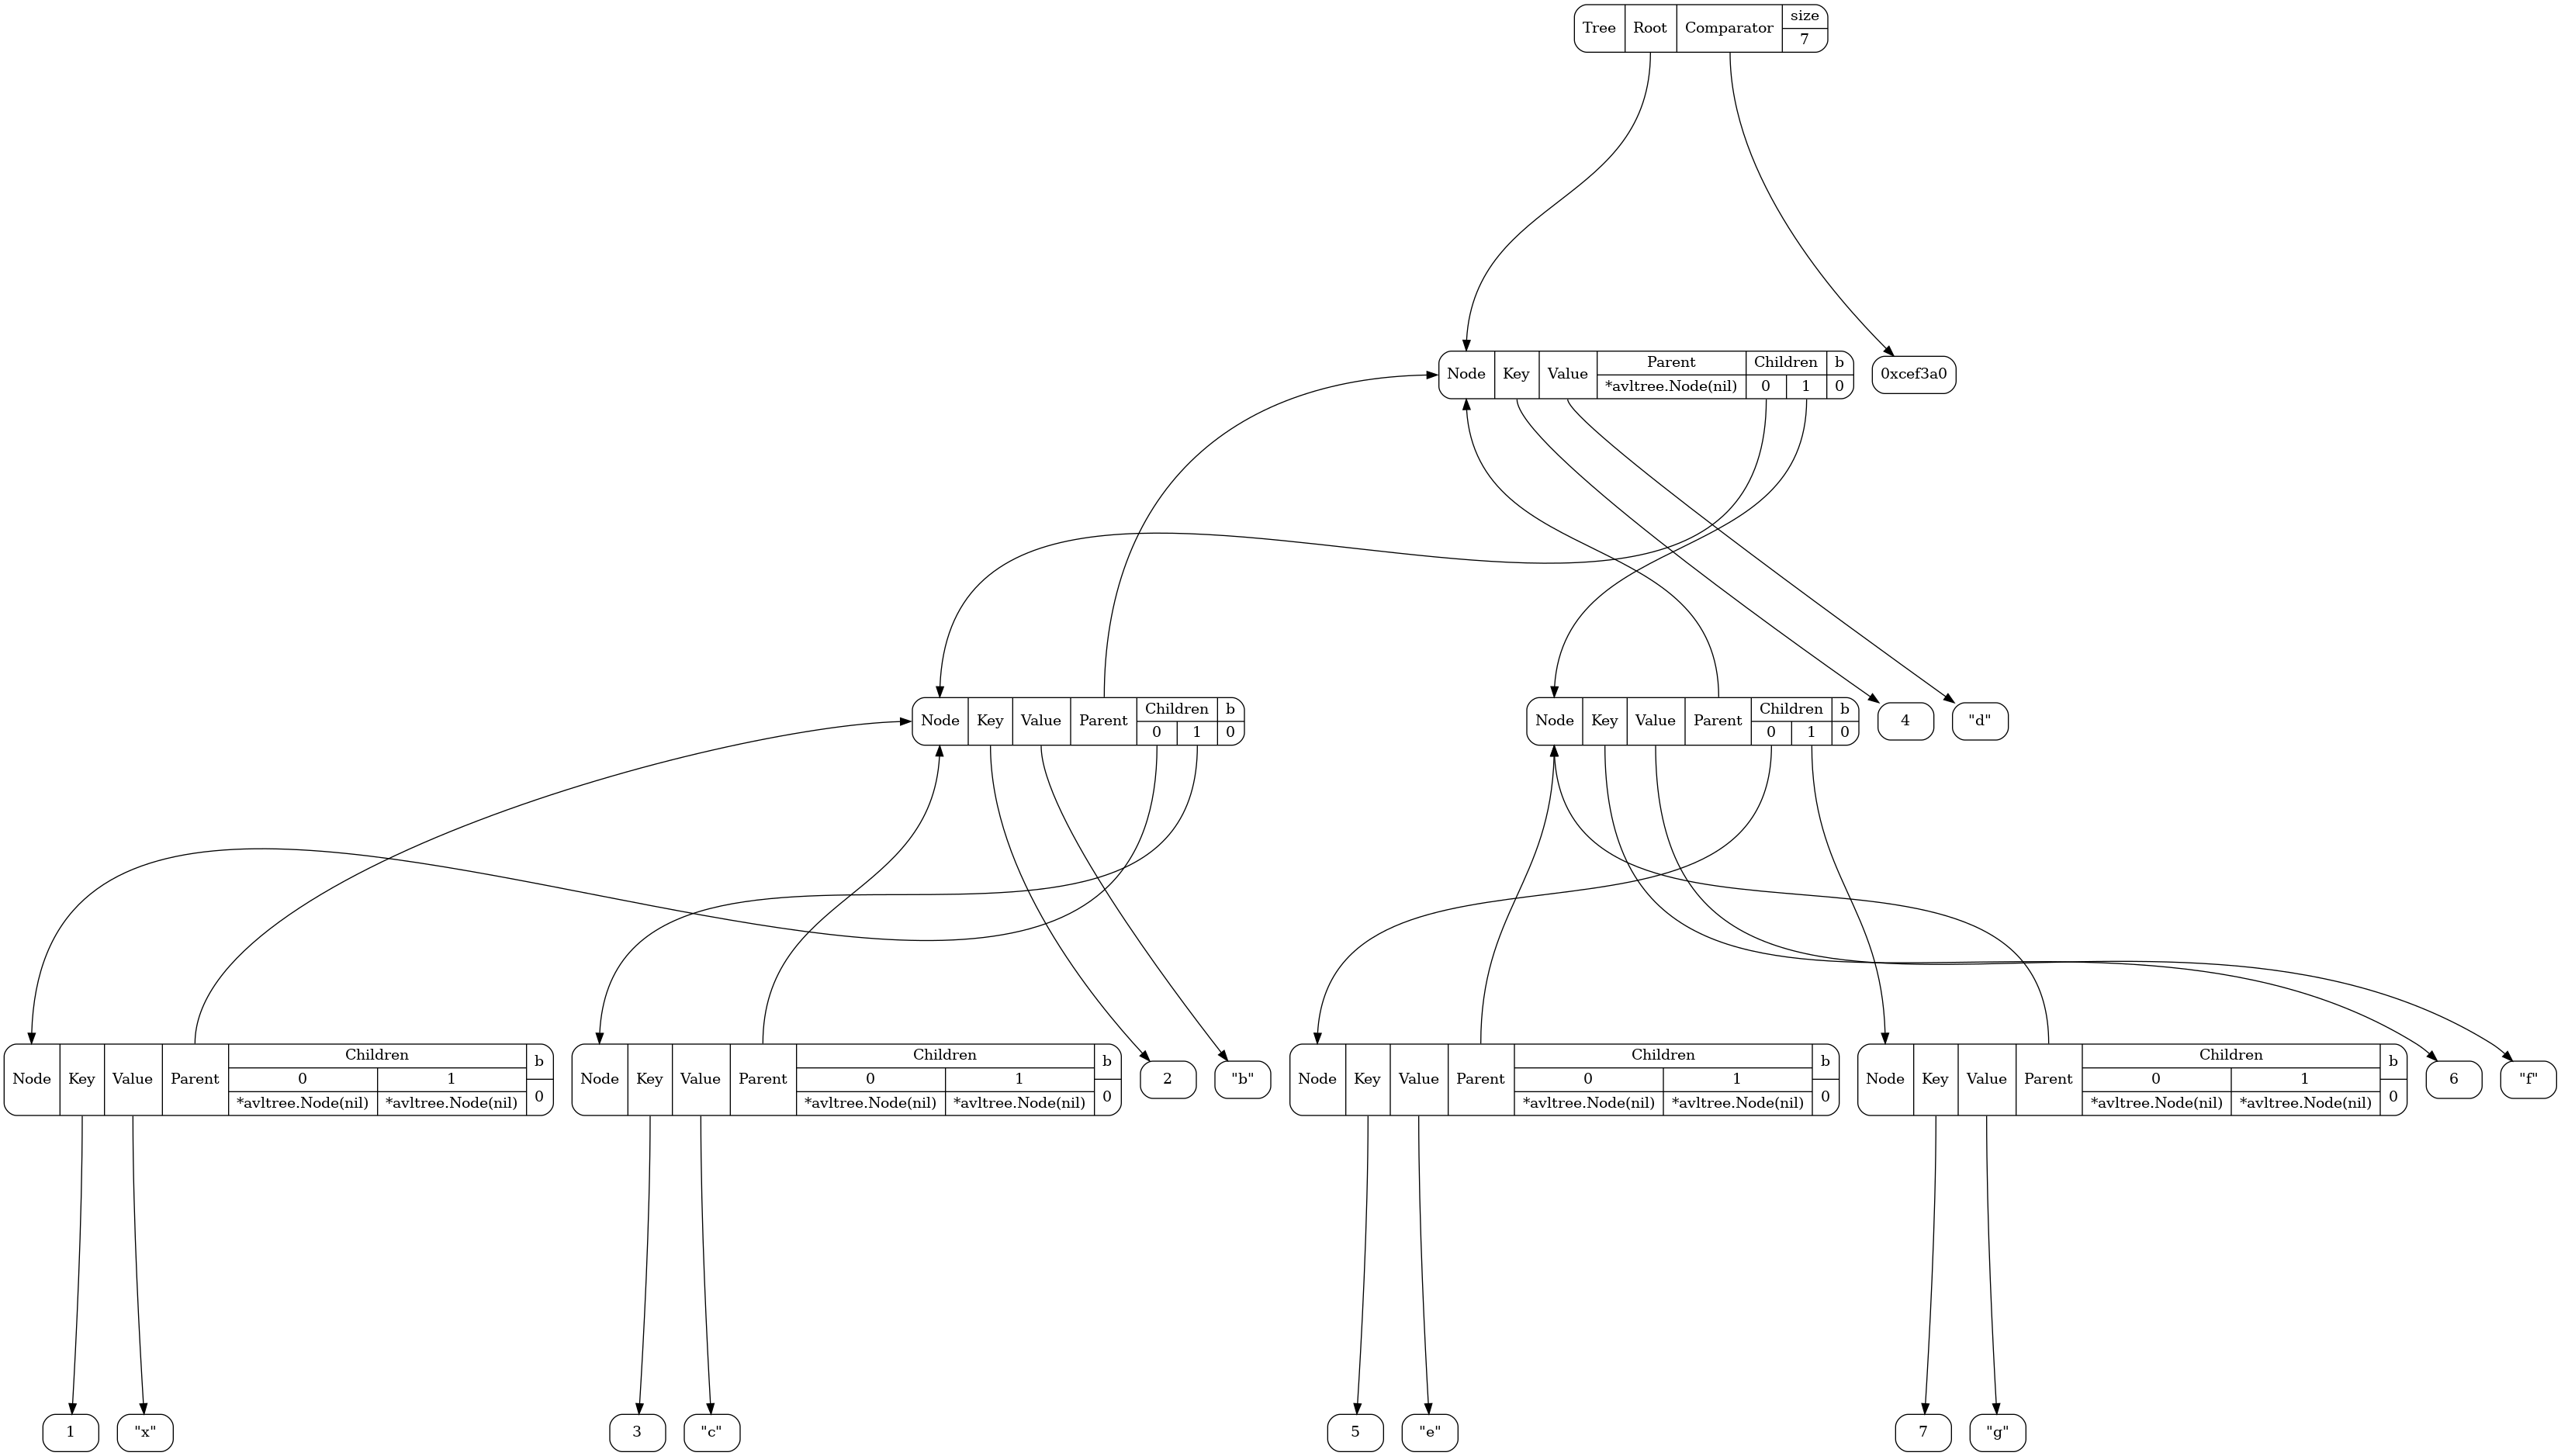 Tree Root Comparator size
7
Node Key Value Parent Children b
*avltree.Node(nil) 0 1 0
0xcef3a0
Node Key Value Parent Children b
0 1 0
Node Key Value Parent Children b
0 1 0
4
"d"
Node Key Value Parent Children b
0 1
*avltree.Node(nil) *avltree.Node(nil) 0
Node Key Value Parent Children b
0 1
*avltree.Node(nil) *avltree.Node(nil) 0
2
"b"
Node Key Value Parent Children b
0 1
*avltree.Node(nil) *avltree.Node(nil) 0
Node Key Value Parent Children b
0 1
*avltree.Node(nil) *avltree.Node(nil) 0
6
"f"
1
"x"
3
"c"
5
"e"
7
"g"